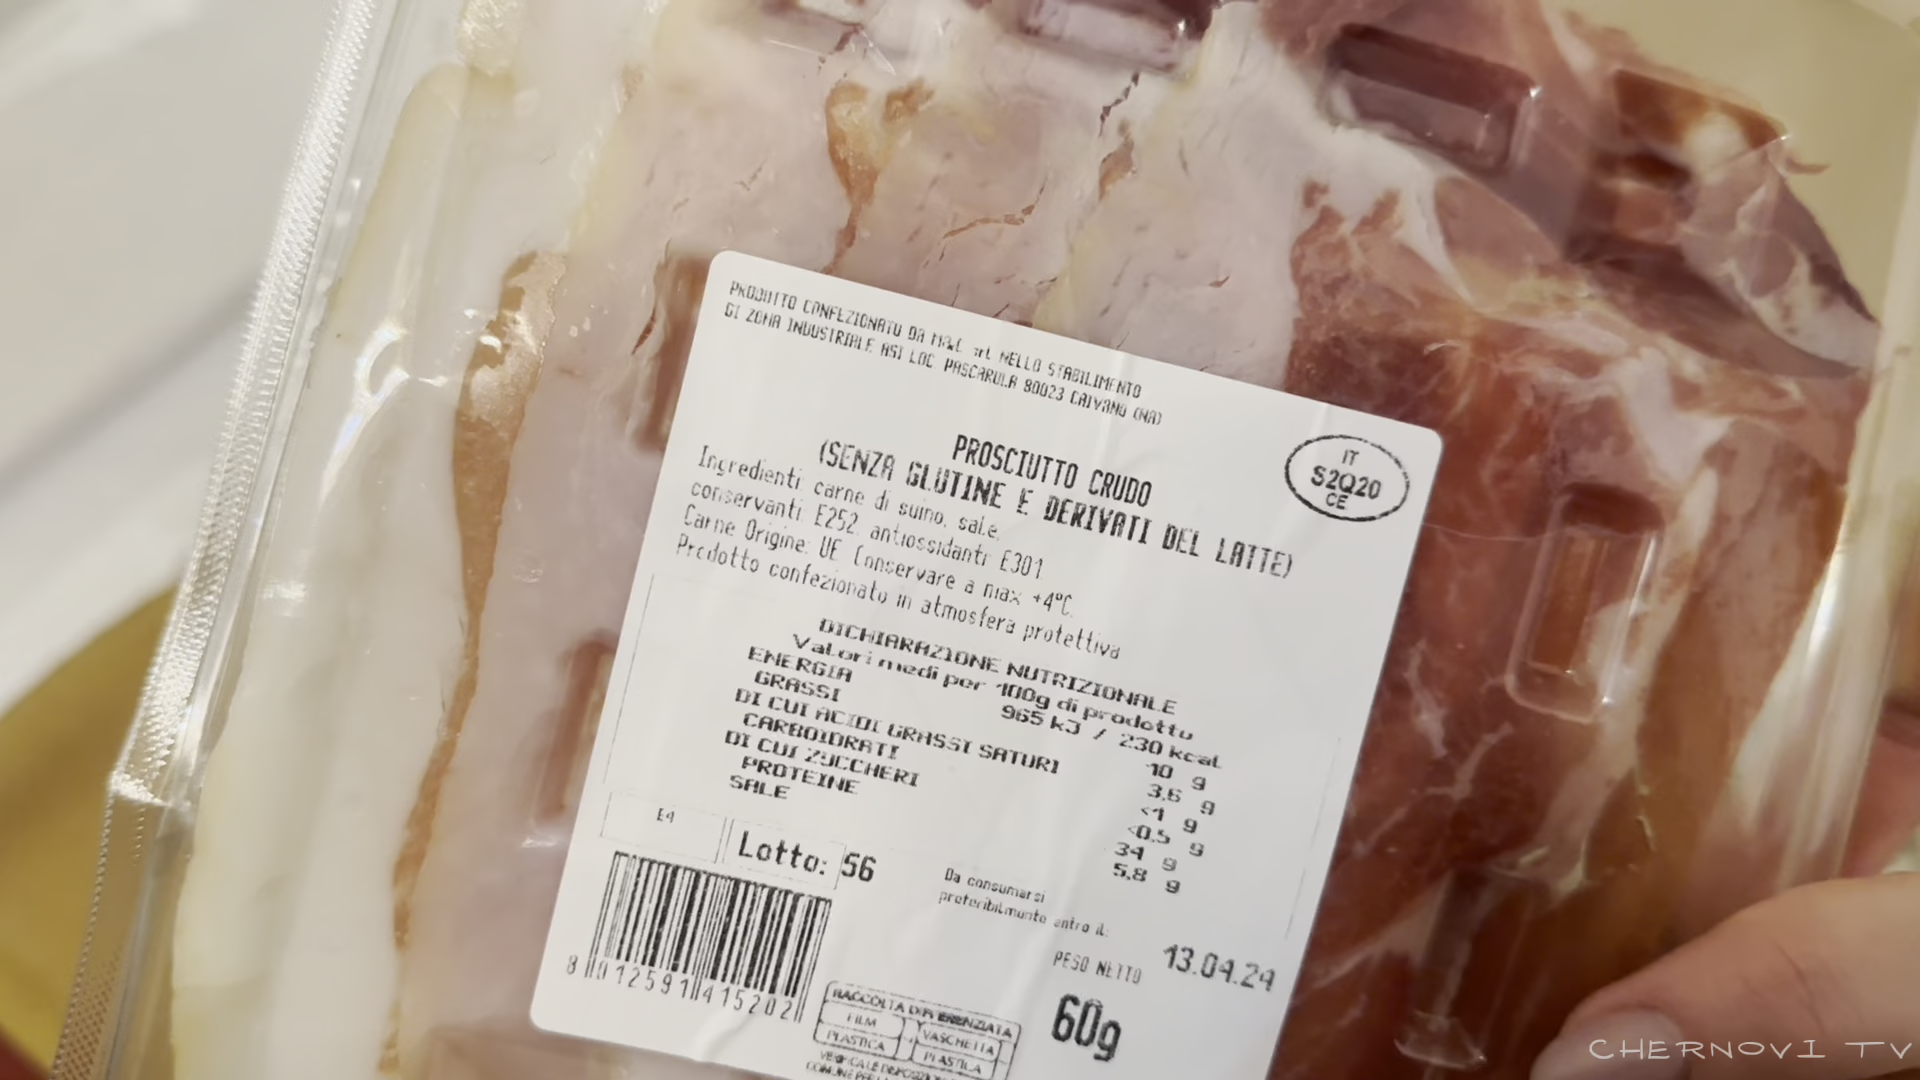 PRODOTTO CONFEZIONATO DA M&C srl NELLO STABILIMENTO
DI ZONA INDUSTRIALE ASI LOC. PASCAROLA 80023 CAIVANO (NA)
PROSCIUTTO CRUDO
(SENZA GLUTINE E DERIVATI DEL LATTE)
IT
S2Q20
CE
Ingredienti: carne di suino, sale,
conservanti: E252, antiossidanti: E301
Carne Origine: UE Conservare a max +4°C.
Prodotto confezionato in atmosfera protettiva
DICHIARAZIONE NUTRIZIONALE
Valori medi per 100g di prodotto
ENERGIA 965 kJ / 230 kcal
GRASSI 10 g
DI CUI ACIDI GRASSI SATURI 3,6 g
CARBOIDRATI <1 g
DI CUI ZUCCHERI <0.5 g
PROTEINE 34 g
SALE 5,8 g
E4
Lotto: 56
Da consumarsi
preferibilmente entro il:
13.04.24
PESO NETTO
60g
8 012591 415202
RACCOLTA DIFFERENZIATA
FILM VASCHETTA
PLASTICA PLASTICA
CHERNOVI TV